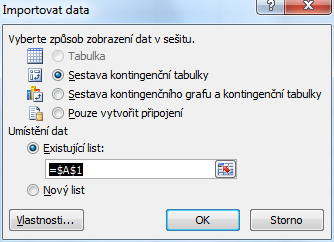 Importovat data
Vyberte způsob zobrazení dat v sešitu.
Tabulka
Sestava kontingenční tabulky
Sestava kontingenčního grafu a kontingenční tabulky
Pouze vytvořit připojení
Umístění dat
Existující list:
=$A$1
Nový list
Vlastnosti... OK Storno